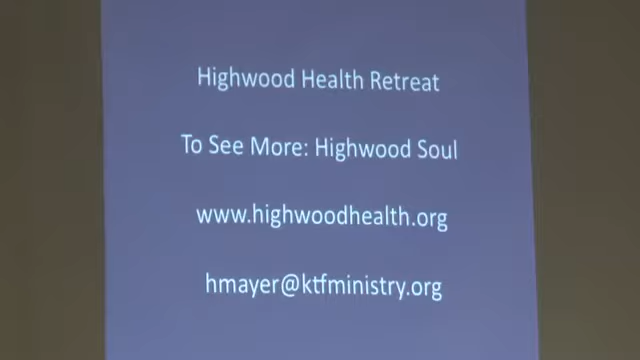 Highwood Health Retreat
To See More: Highwood Soul
www.highwoodhealth.org
hmayer@ktfministry.org